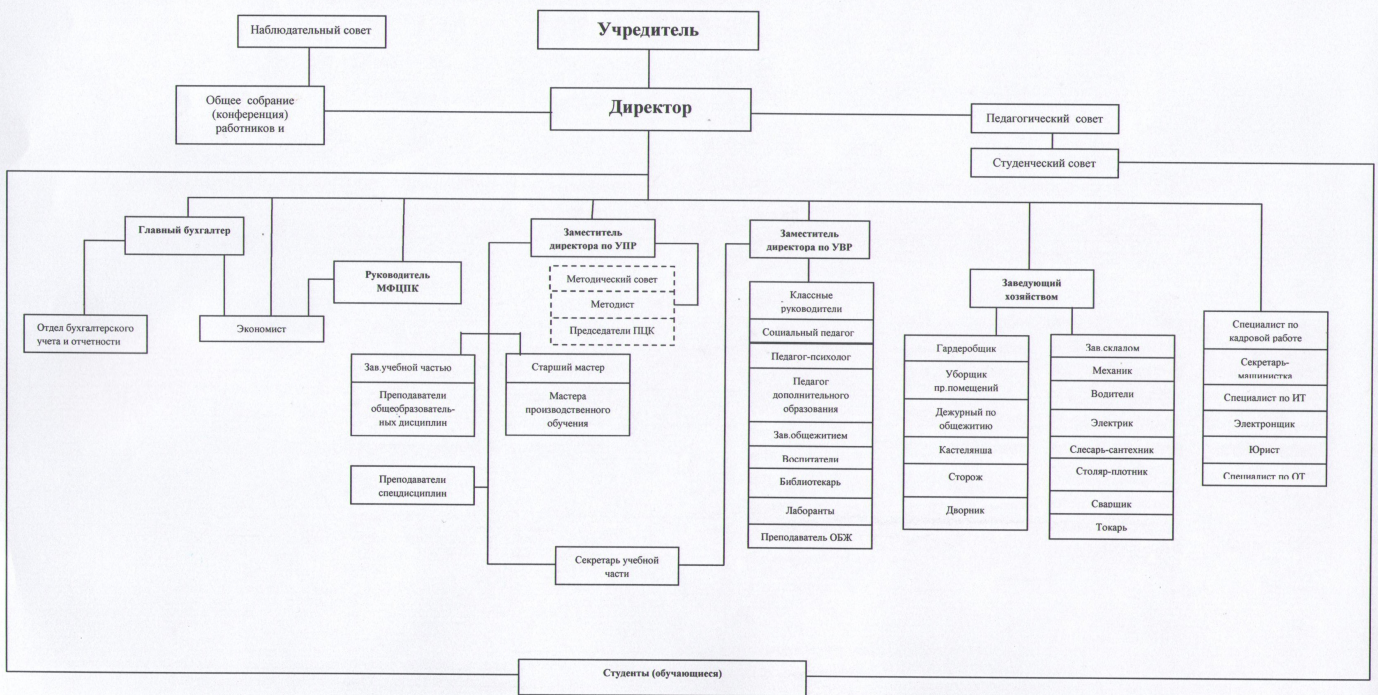 Наблюдательный совет
Учредитель
Общее собрание
(конференция)
работников и
Директор
Педагогический совет
Студенческий совет
Главный бухгалтер
Заместитель
директора по УПР
Заместитель
директора по УВР
Руководитель
МФЦПК
Методический совет
Методист
Председатели ПЦК
Заведующий
хозяйством
Отдел бухгалтерского
учета и отчетности
Экономист
Зав.учебной частью
Преподаватели
общеобразователь-
ных дисциплин
Старший мастер
Мастера
производственного
обучения
Преподаватели
спецдисциплин
Секретарь учебной
части
Классные
руководители
Социальный педагог
Педагог-психолог
Педагог
дополнительного
образования
Зав.общежитием
Воспитатели
Библиотекарь
Лаборанты
Преподаватель ОБЖ
Гардеробщик
Уборщик
пр.помещений
Дежурный по
общежитию
Кастелянша
Сторож
Дворник
Зав.складом
Механик
Водители
Электрик
Слесарь-сантехник
Столяр-плотник
Сварщик
Токарь
Специалист по
кадровой работе
Секретарь-
машинистка
Специалист по ИТ
Электронщик
Юрист
Специалист по ОТ
Студенты (обучающиеся)